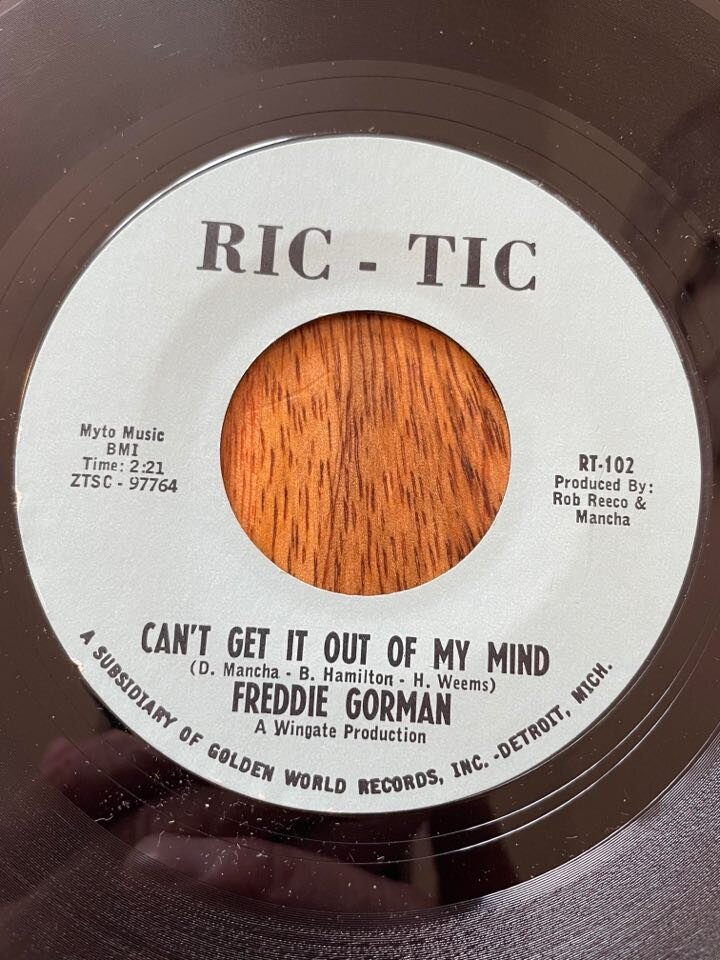 RIC - TIC
Myto Music
BMI
Time: 2:21
ZTSC - 97764
RT-102
Produced By:
Rob Reeco &
Mancha
CAN'T GET IT OUT OF MY MIND
(D. Mancha - B. Hamilton - H. Weems)
FREDDIE GORMAN
A Wingate Production
A SUBSIDIARY OF GOLDEN WORLD RECORDS, INC. - DETROIT, MICH.